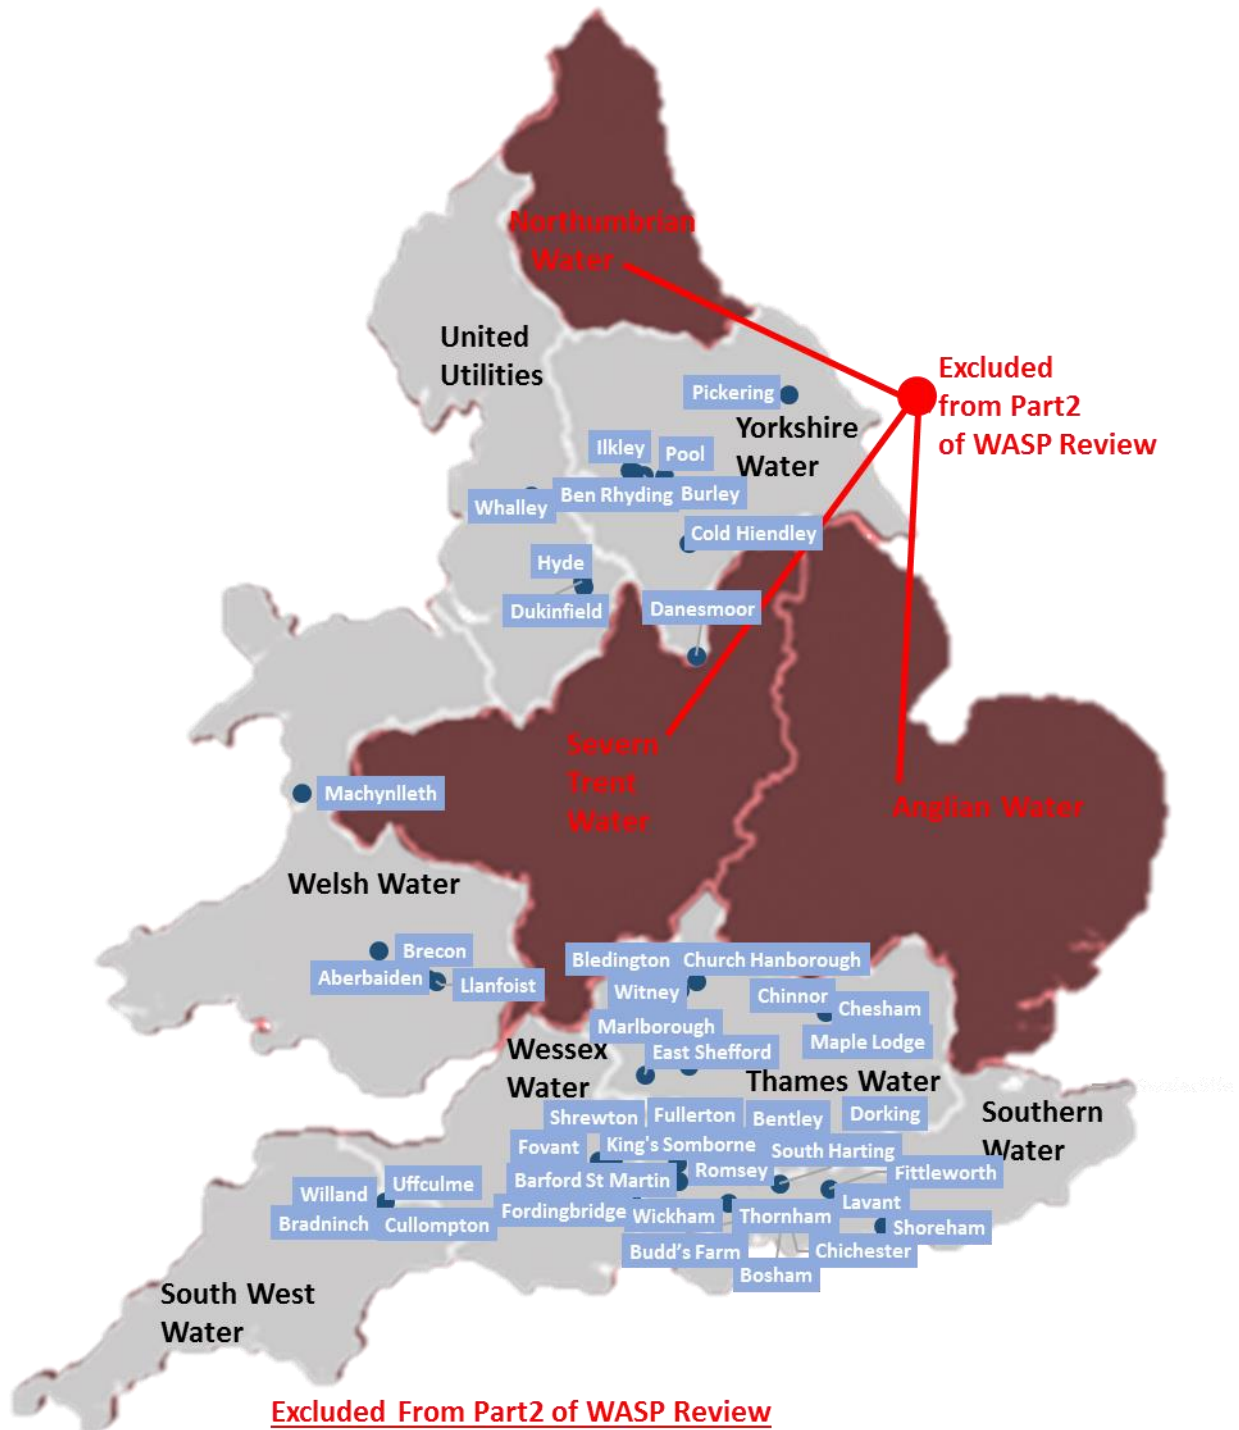 Northumbrian
Water
United
Utilities
Excluded
from Part2
of WASP Review
Pickering
Yorkshire
Water
Ilkley
Pool
Whalley
Ben Rhyding
Burley
Cold Hiendley
Hyde
Dukinfield
Danesmoor
Severn
Trent
Water
Anglian Water
Machynlleth
Welsh Water
Brecon
Aberbaiden
Llanfoist
Bledington
Church Hanborough
Witney
Chinnor
Chesham
Marlborough
Maple Lodge
Wessex
Water
East Shefford
Thames Water
Southern
Water
Shrewton
Fullerton
Bentley
Dorking
Fovant
King's Somborne
South Harting
Barford St Martin
Romsey
Fittleworth
Willand
Uffculme
Fordingbridge
Wickham
Thornham
Lavant
Bradninch
Cullompton
Shoreham
Budd's Farm
Chichester
Bosham
South West
Water
Excluded From Part2 of WASP Review